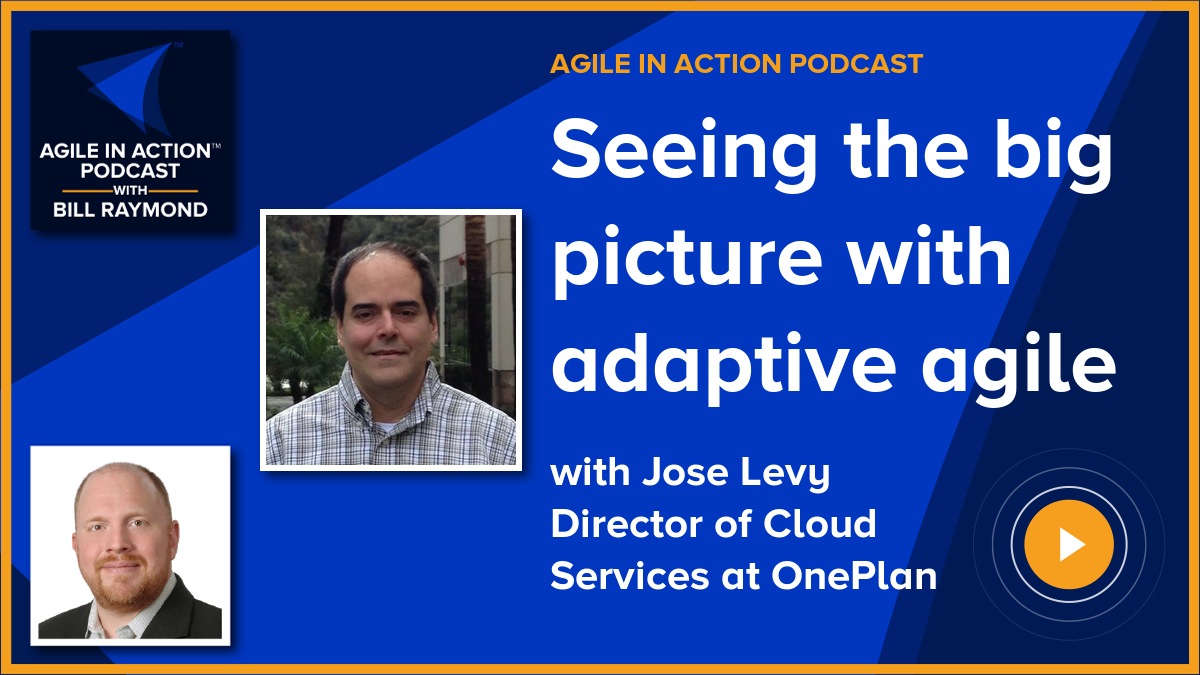 AGILE IN ACTION™
PODCAST
WITH
BILL RAYMOND
AGILE IN ACTION PODCAST
Seeing the big
picture with
adaptive agile
with Jose Levy
Director of Cloud
Services at OnePlan